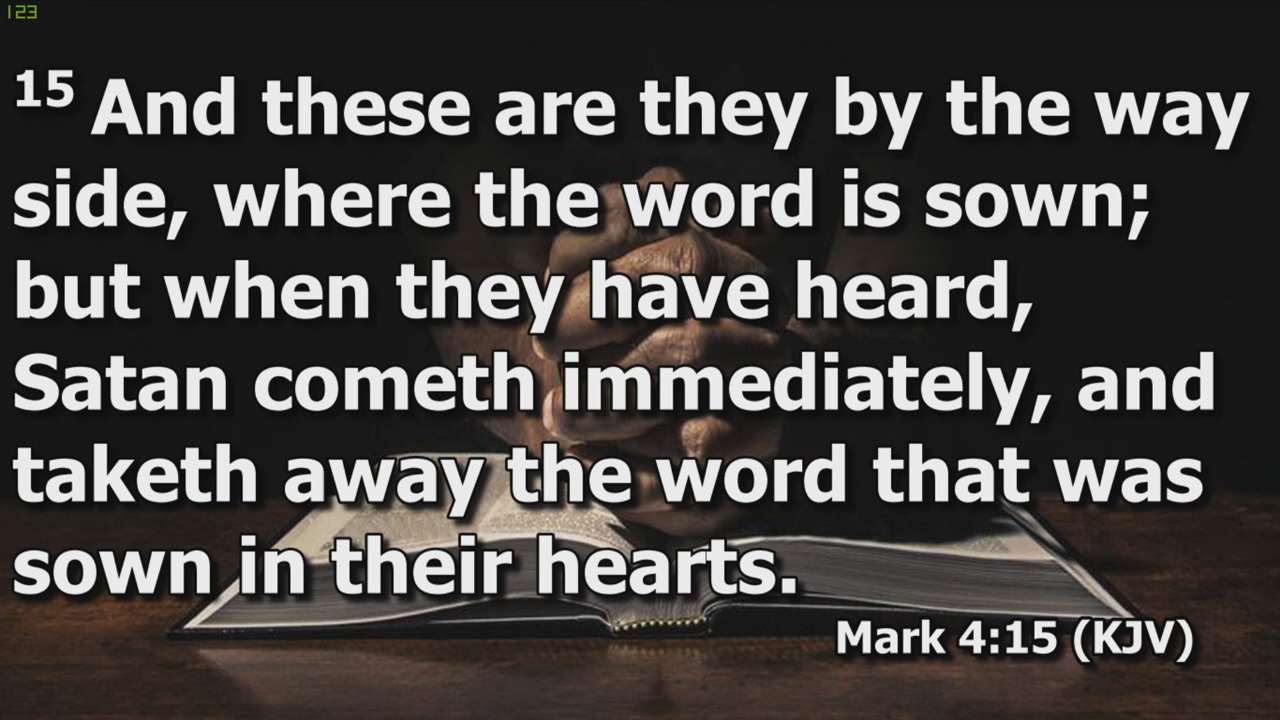 123
15 And these are they by the way
side, where the word is sown;
but when they have heard,
Satan cometh immediately, and
taketh away the word that was
sown in their hearts.
Mark 4:15 (KJV)